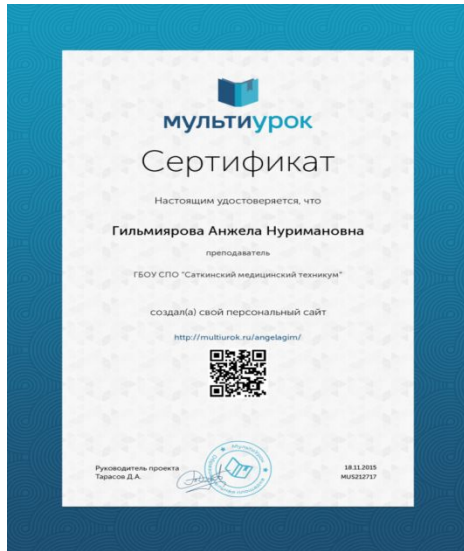 мультиурок
Сертификат
Настоящим удостоверяется, что
Гильмиярова Анжела Нуримановна
преподаватель
ГБОУ СПО "Саткинский медицинский техникум"
создал(а) свой персональный сайт
http://multiurok.ru/angelagim/
Руководитель проекта
Тарасов Д.А.
18.11.2015
MUS212717